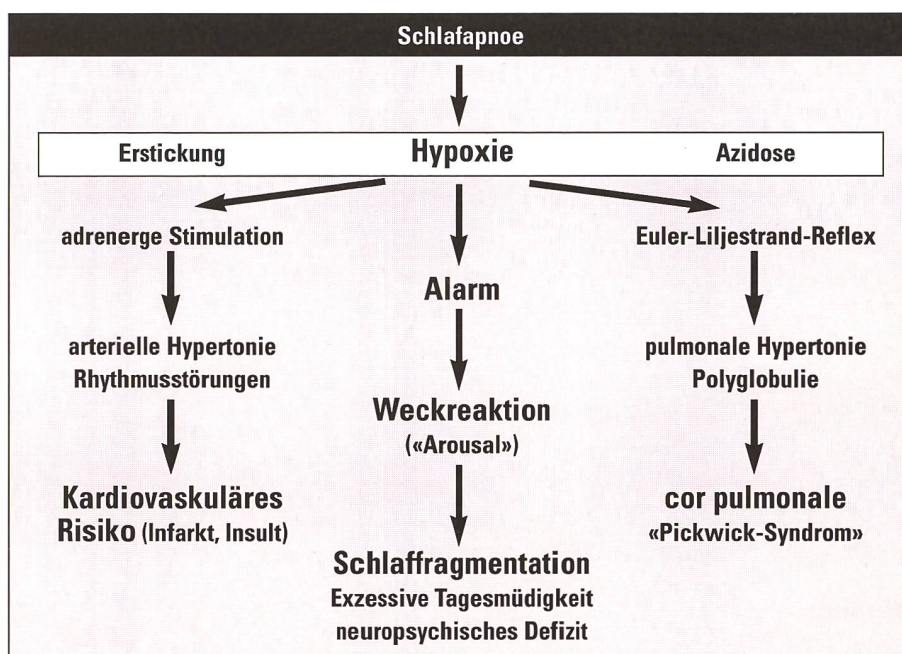 Schlafapnoe
Erstickung Hypoxie Azidose
adrenerge Stimulation
arterielle Hypertonie
Rhythmusstörungen
Kardiovaskuläres
Risiko (Infarkt, Insult)
Alarm
Weckreaktion
(«Arousal»)
Schlaffragmentation
Exzessive Tagesmüdigkeit
neuropsychisches Defizit
Euler-Liljestrand-Reflex
pulmonale Hypertonie
Polyglobulie
cor pulmonale
«Pickwick-Syndrom»